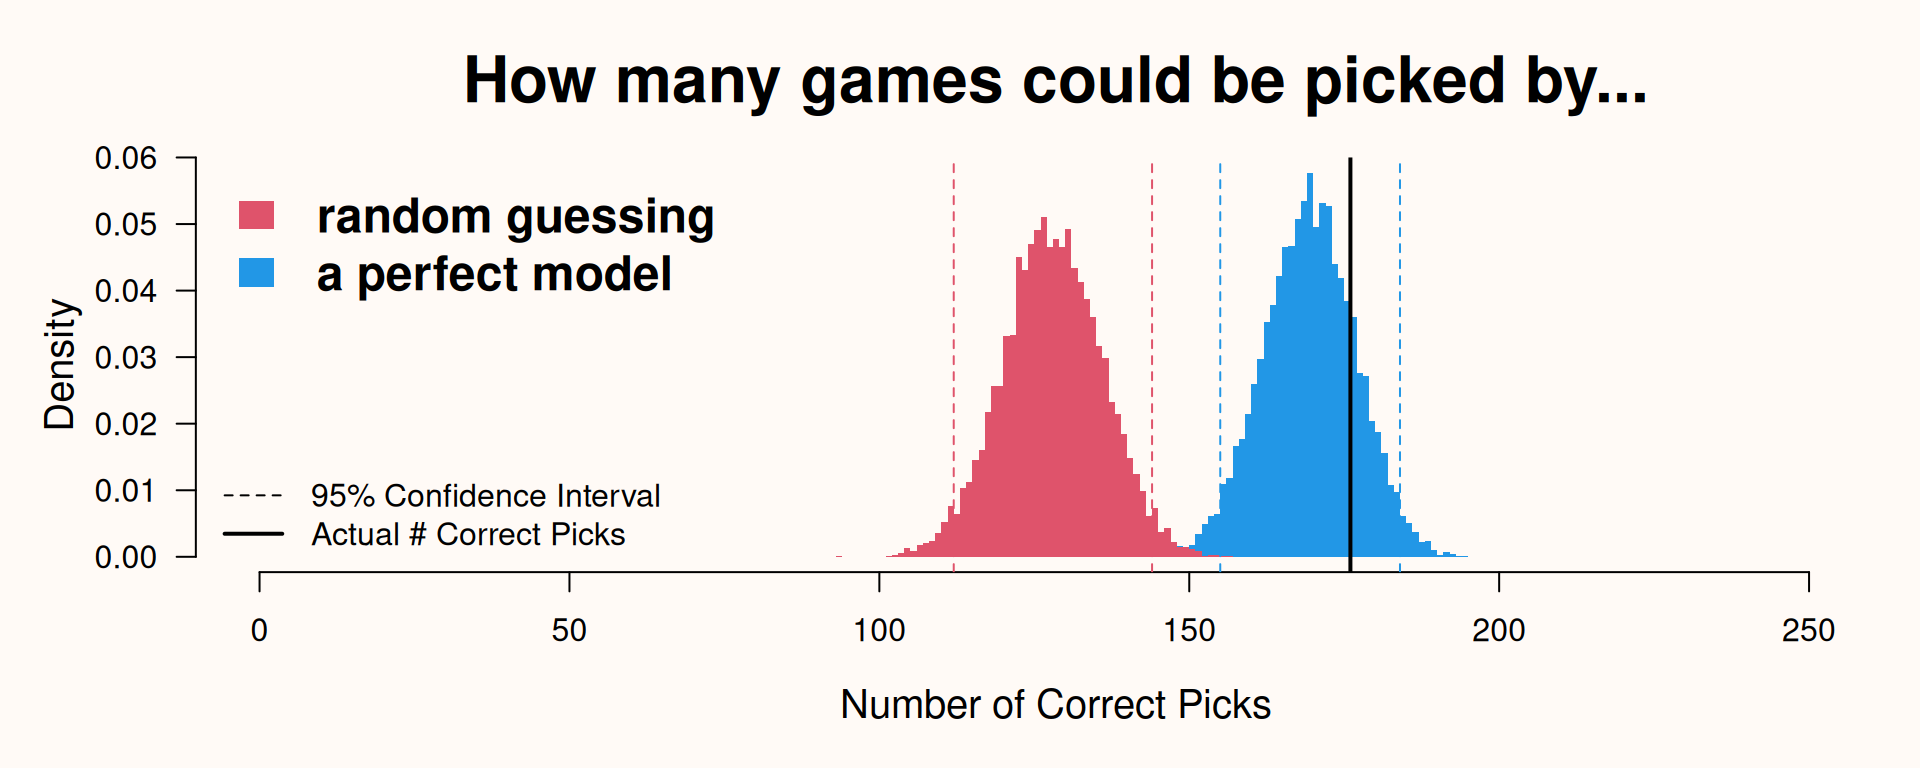 How many games could be picked by...
random guessing
a perfect model
95% Confidence Interval
Actual # Correct Picks
Density
0.06
0.05
0.04
0.03
0.02
0.01
0.00
0 50 100 150 200 250
Number of Correct Picks